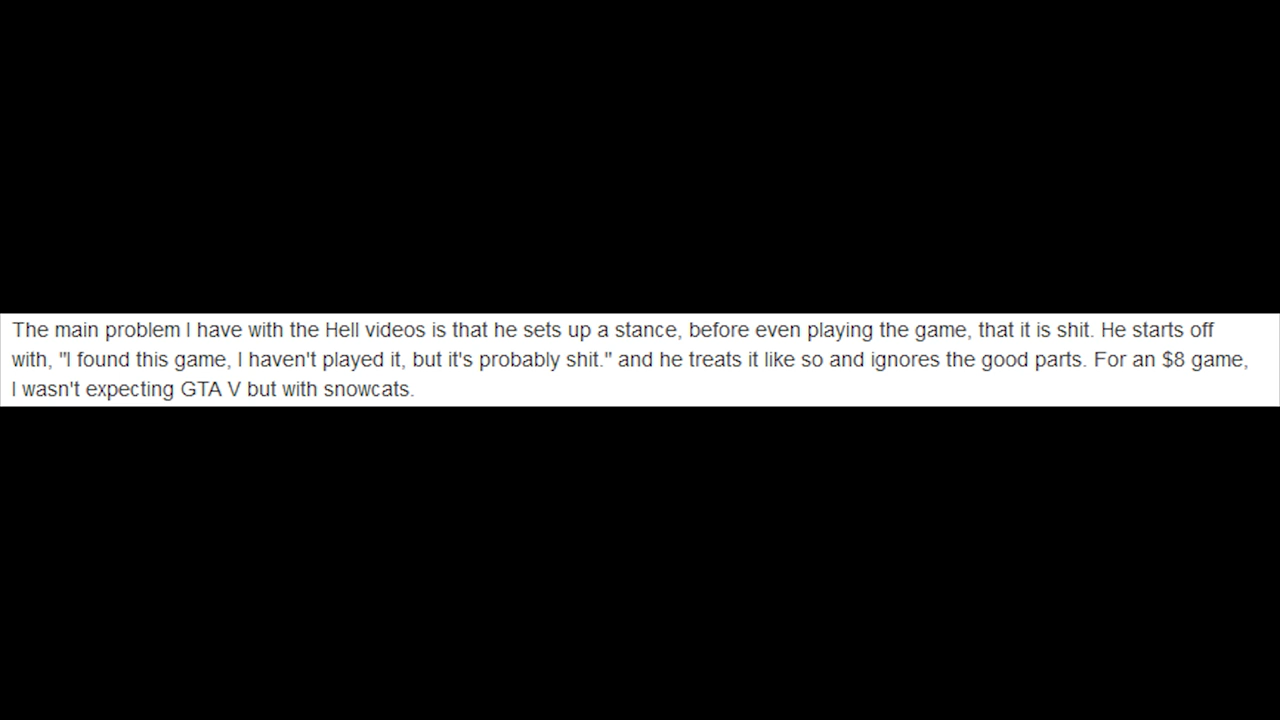 The main problem I have with the Hell videos is that he sets up a stance, before even playing the game, that it is shit. He starts off
with, "I found this game, I haven't played it, but it's probably shit." and he treats it like so and ignores the good parts. For an $8 game,
I wasn't expecting GTA V but with snowcats.